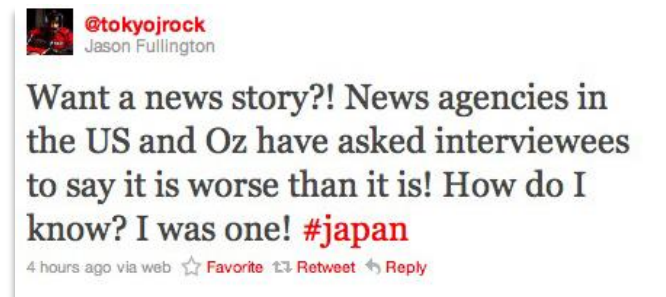 @tokyojrock
Jason Fullington
Want a news story?! News agencies in
the US and Oz have asked interviewees
to say it is worse than it is! How do I
know? I was one! #japan
4 hours ago via web Favorite Retweet Reply